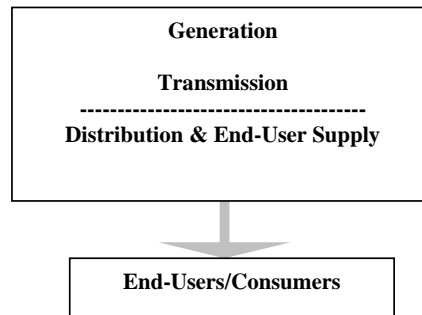 Generation
Transmission
--------------------------------------
Distribution & End-User Supply
End-Users/Consumers